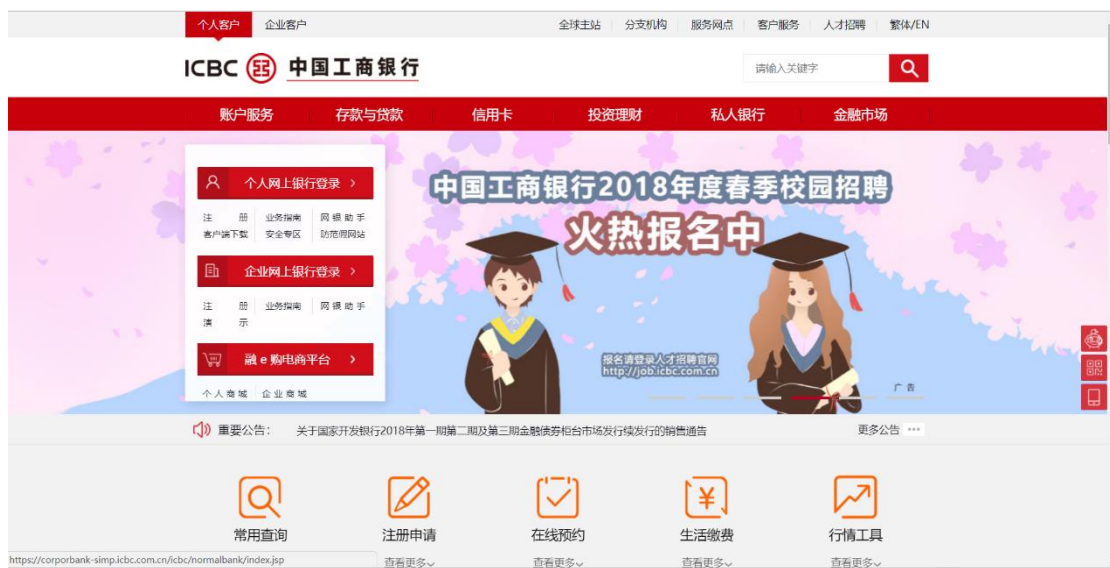 个人客户 企业客户 全球主站 分支机构 服务网点 客户服务 人才招聘 繁体/EN
ICBC 中国工商银行 请输入关键字
账户服务 存款与贷款 信用卡 投资理财 私人银行 金融市场
个人网上银行登录 >
注 册 业务指南 网银助手
客户端下载 安全专区 防范假网站
企业网上银行登录 >
注 册 业务指南 网银助手
演 示
融e购电商平台 >
个人商城 企业商城
中国工商银行2018年度春季校园招聘
火热报名中
报名请登录人才招聘官网
http://job.icbc.com.cn
广告
重要公告： 关于国家开发银行2018年第一期第二期及第三期金融债券柜台市场发行续发行的销售通告 更多公告 ...
常用查询 注册申请 在线预约 生活缴费 行情工具
查看更多 查看更多 查看更多 查看更多
https://corporbank-simp.icbc.com.cn/icbc/normalbank/index.jsp